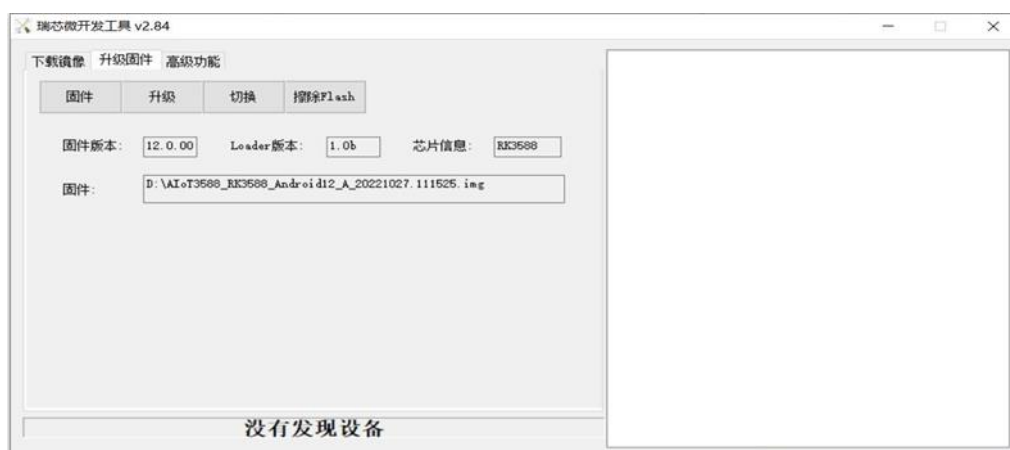 瑞芯微开发工具 v2.84
下载镜像 升级固件 高级功能
固件 升级 切换 擦除Flash
固件版本: 12.0.00 Loader版本: 1.0b 芯片信息: RK3588
固件: D:\AIoT3588_RK3588_Android12_A_20221027.111525.img
没有发现设备